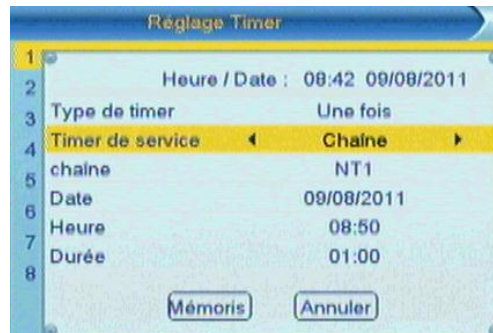 Réglage Timer
1
Heure / Date : 08:42 09/08/2011
2
3
Type de timer Une fois
Timer de service Chaîne
4
chaîne NT1
5
Date 09/08/2011
6
Heure 08:50
7
Durée 01:00
8
Mémoris Annuler